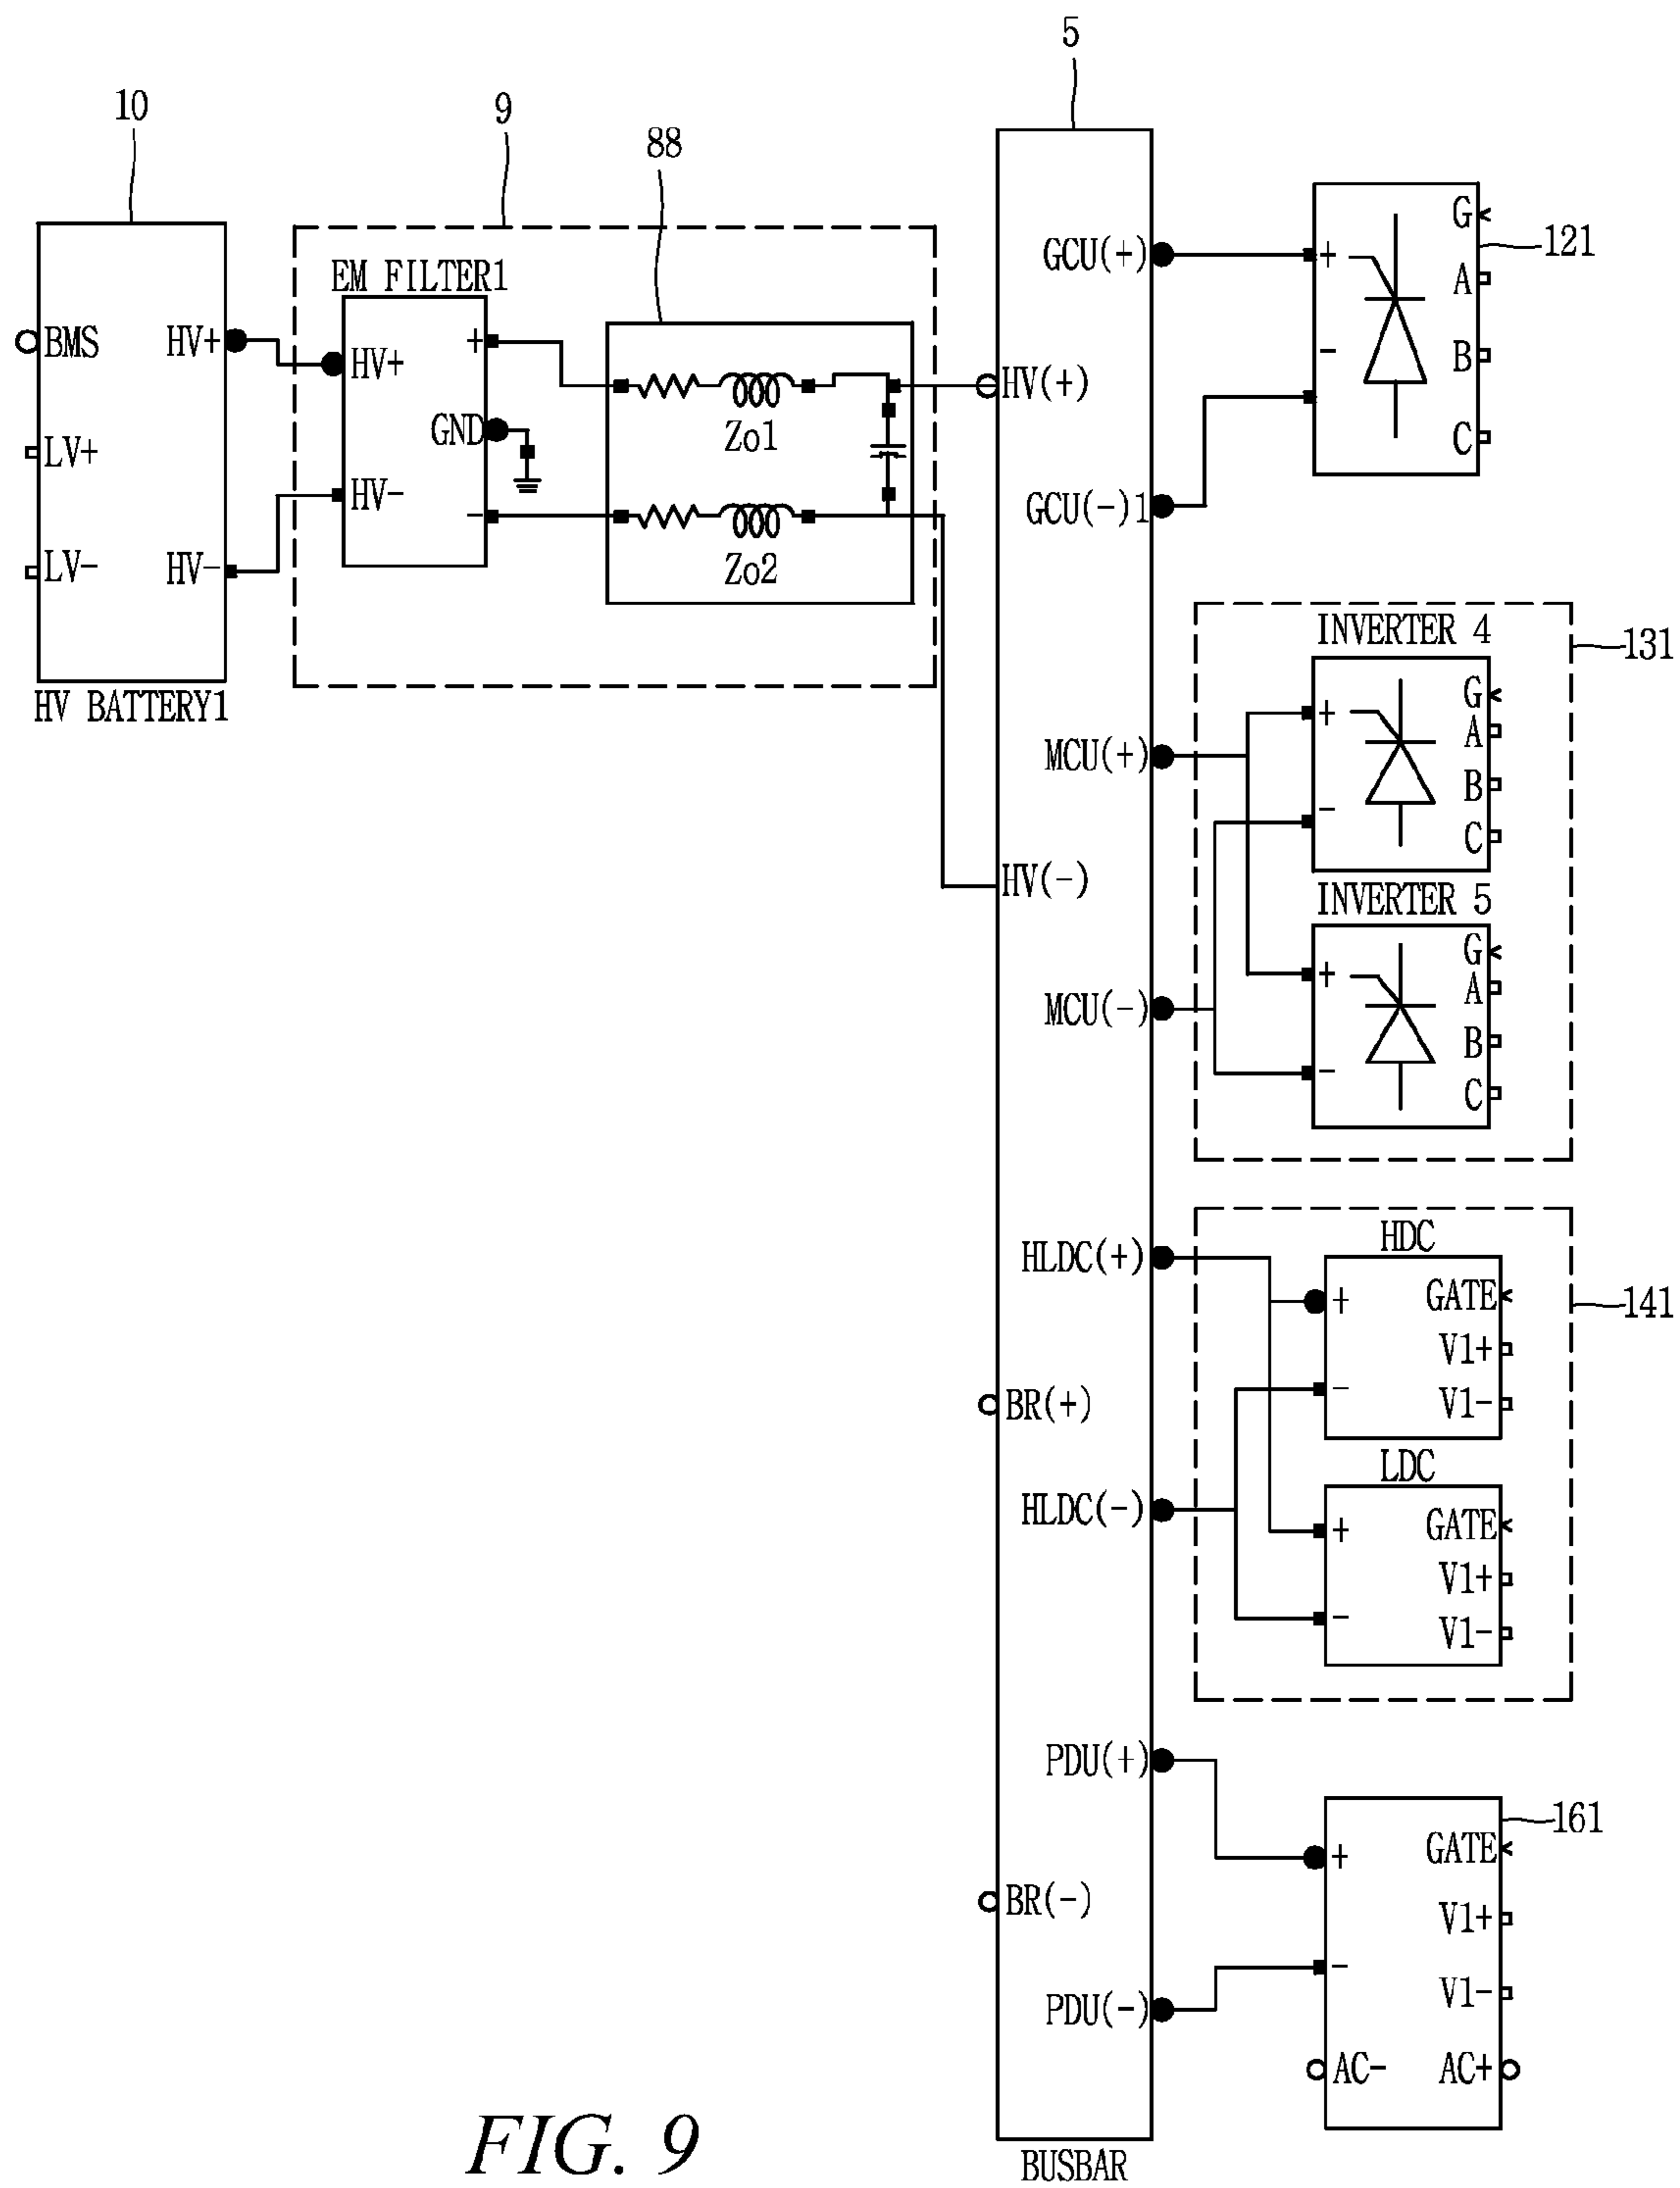 5
10
9
88
EM FILTER1
BMS
HV+
LV+
LV-
HV-
HV BATTERY1
HV+
GND
HV-
+
-
Zo1
Zo2
GCU(+)
HV(+)
GCU(-)1
MCU(+)
HV(-)
MCU(-)
HLDC(+)
BR(+)
HLDC(-)
PDU(+)
BR(-)
PDU(-)
BUSBAR
+
-
G
A
B
C
121
INVERTER 4
131
+
-
G
A
B
C
INVERTER 5
+
-
G
A
B
C
HDC
141
+
-
GATE
V1+
V1-
LDC
+
-
GATE
V1+
V1-
161
+
-
GATE
V1+
V1-
AC-
AC+
FIG. 9